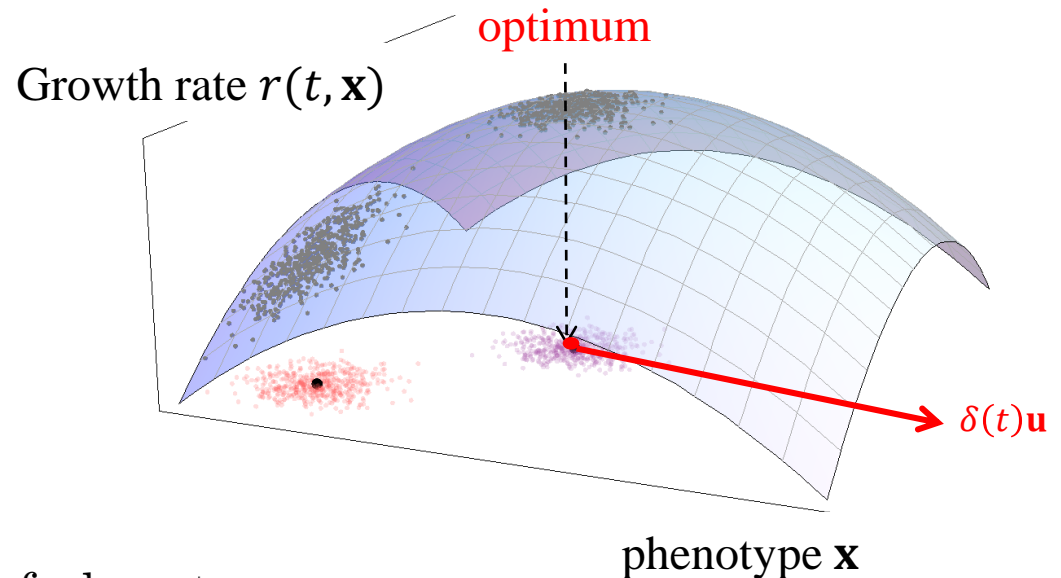 optimum
Growth rate r(t, 𝐱)
δ(t)𝐮
phenotype 𝐱